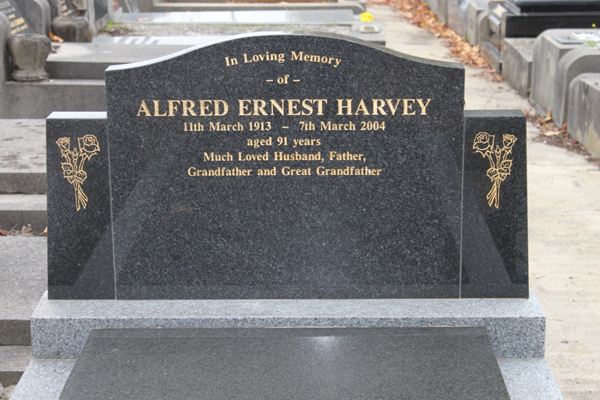 In Loving Memory
– of –
ALFRED ERNEST HARVEY
11th March 1913 – 7th March 2004
aged 91 years
Much Loved Husband, Father,
Grandfather and Great Grandfather